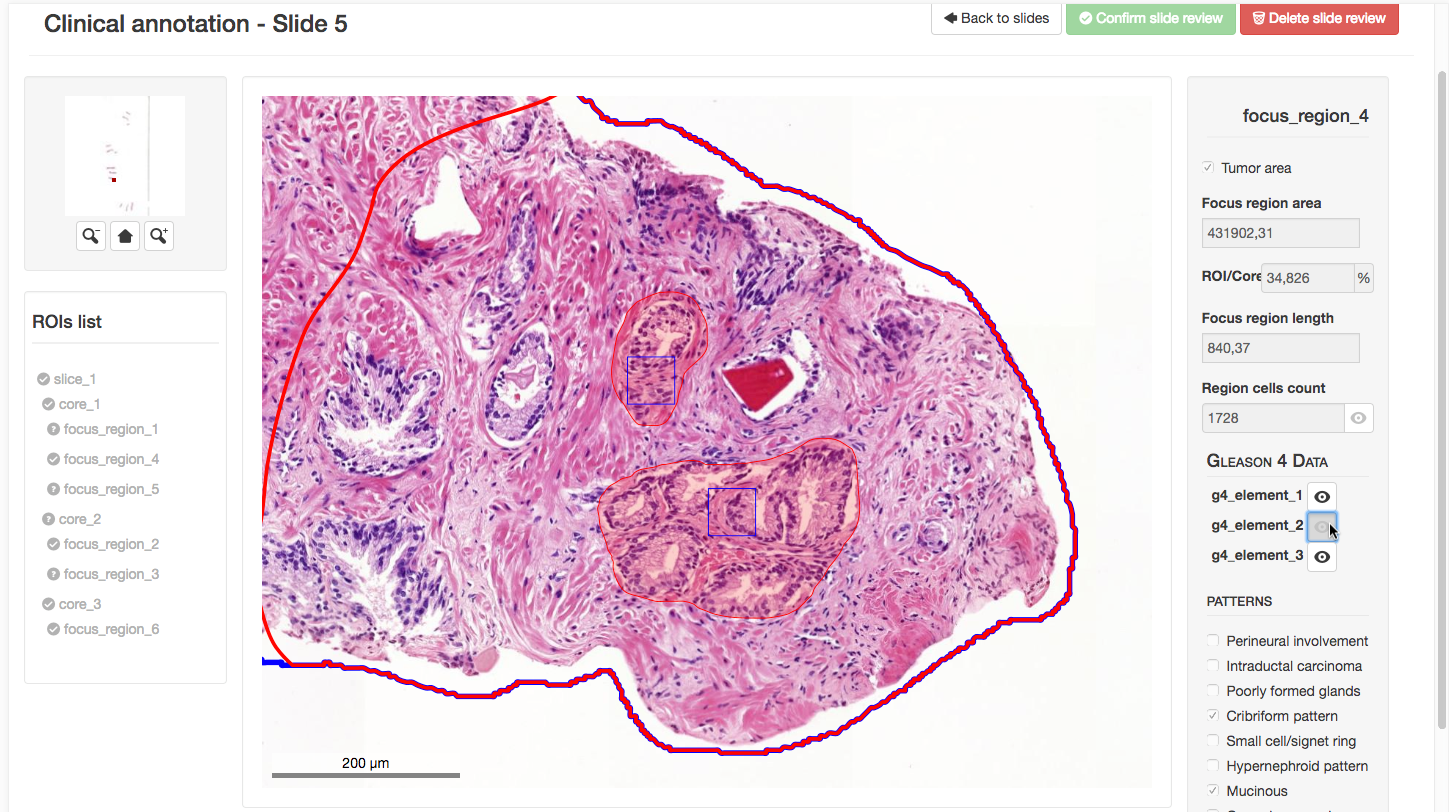 Clinical annotation - Slide 5
Back to slides
Confirm slide review
Delete slide review
ROIs list
slice_1
core_1
focus_region_1
focus_region_4
focus_region_5
core_2
focus_region_2
focus_region_3
core_3
focus_region_6
200 µm
focus_region_4
Tumor area
Focus region area
431902,31
ROI/Core 34,826 %
Focus region length
840,37
Region cells count
1728
Gleason 4 Data
g4_element_1
g4_element_2
g4_element_3
PATTERNS
Perineural involvement
Intraductal carcinoma
Poorly formed glands
Cribriform pattern
Small cell/signet ring
Hypernephroid pattern
Mucinous